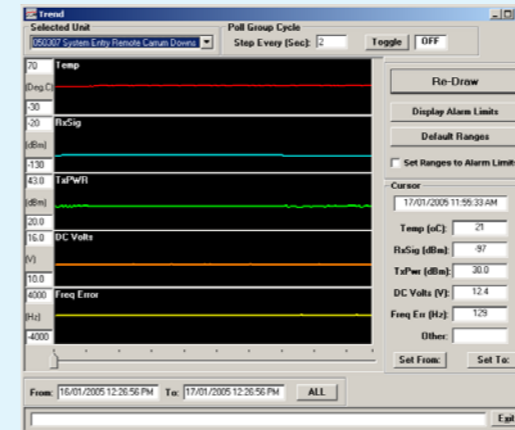 Trend
Selected Unit
050307 System Entry Remote Carrum Downs
Poll Group Cycle
Step Every (Sec): 2 Toggle OFF
70 Temp
(Deg.C)
-30
-20 RxSig
(dBm)
-130
43.0 TxPWR
(dBm)
20.0
16.0 DC Volts
(V)
10.0
4000 Freq Error
(Hz)
-4000
Re-Draw
Display Alarm Limits
Default Ranges
Set Ranges to Alarm Limits
Cursor
17/01/2005 11:55:33 AM
Temp (oC): 21
RxSig (dBm): -97
TxPwr (dBm): 30.0
DC Volts (V): 12.4
Freq Err (Hz): 129
Other:
Set From: Set To:
From: 16/01/2005 12:26:56 PM To: 17/01/2005 12:26:56 PM ALL
Exit